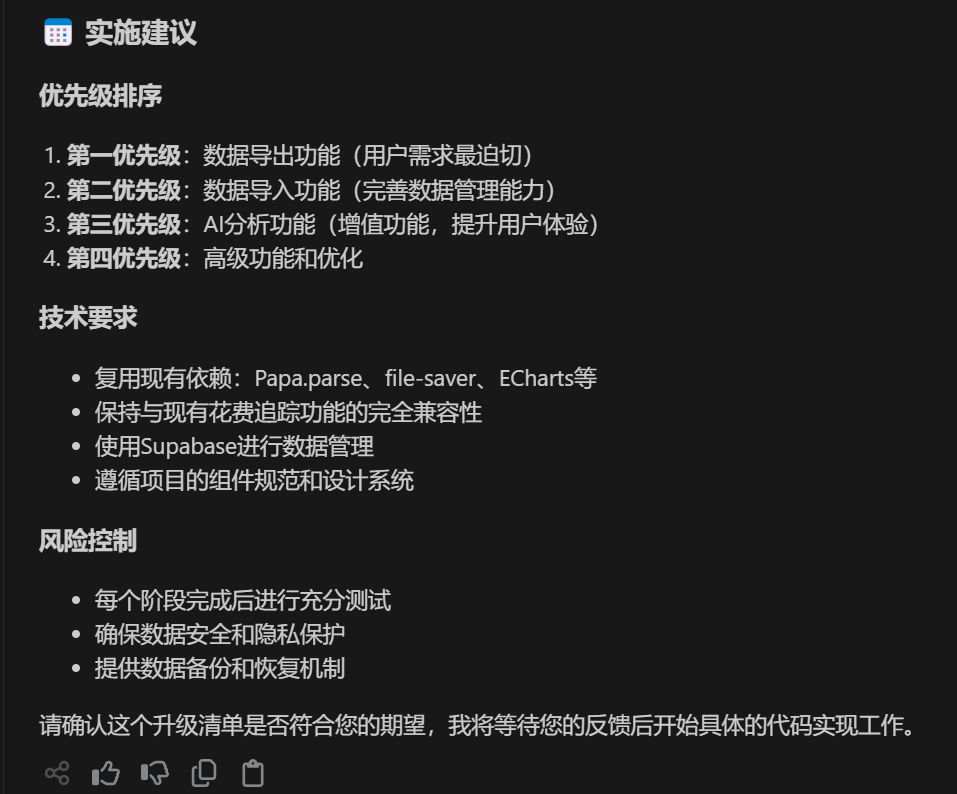 实施建议
优先级排序
1. 第一优先级：数据导出功能（用户需求最迫切）
2. 第二优先级：数据导入功能（完善数据管理能力）
3. 第三优先级：AI分析功能（增值功能，提升用户体验）
4. 第四优先级：高级功能和优化
技术要求
• 复用现有依赖：Papa.parse、file-saver、ECharts等
• 保持与现有花费追踪功能的完全兼容性
• 使用Supabase进行数据管理
• 遵循项目的组件规范和设计系统
风险控制
• 每个阶段完成后进行充分测试
• 确保数据安全和隐私保护
• 提供数据备份和恢复机制
请确认这个升级清单是否符合您的期望，我将等待您的反馈后开始具体的代码实现工作。